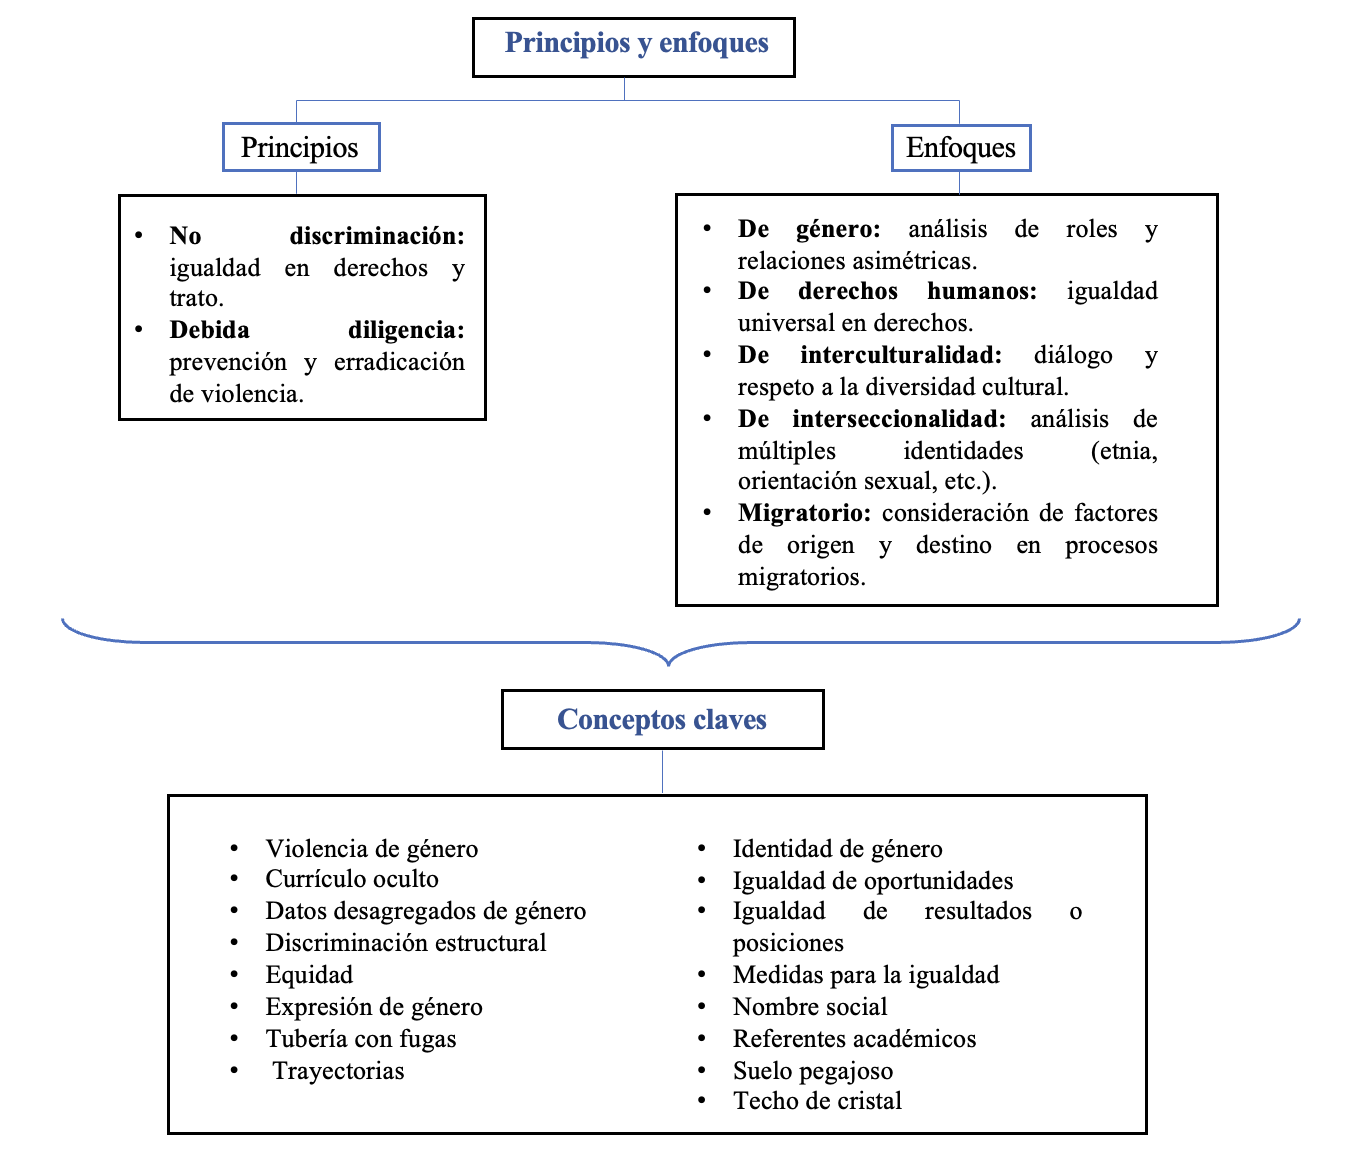 Principios y enfoques
Principios
Enfoques
• No discriminación:
igualdad en derechos y
trato.
• Debida diligencia:
prevención y erradicación
de violencia.
• De género: análisis de roles y
relaciones asimétricas.
• De derechos humanos: igualdad
universal en derechos.
• De interculturalidad: diálogo y
respeto a la diversidad cultural.
• De interseccionalidad: análisis de
múltiples identidades (etnia,
orientación sexual, etc.).
• Migratorio: consideración de factores
de origen y destino en procesos
migratorios.
Conceptos claves
• Violencia de género
• Currículo oculto
• Datos desagregados de género
• Discriminación estructural
• Equidad
• Expresión de género
• Tubería con fugas
• Trayectorias
• Identidad de género
• Igualdad de oportunidades
• Igualdad de resultados o
posiciones
• Medidas para la igualdad
• Nombre social
• Referentes académicos
• Suelo pegajoso
• Techo de cristal